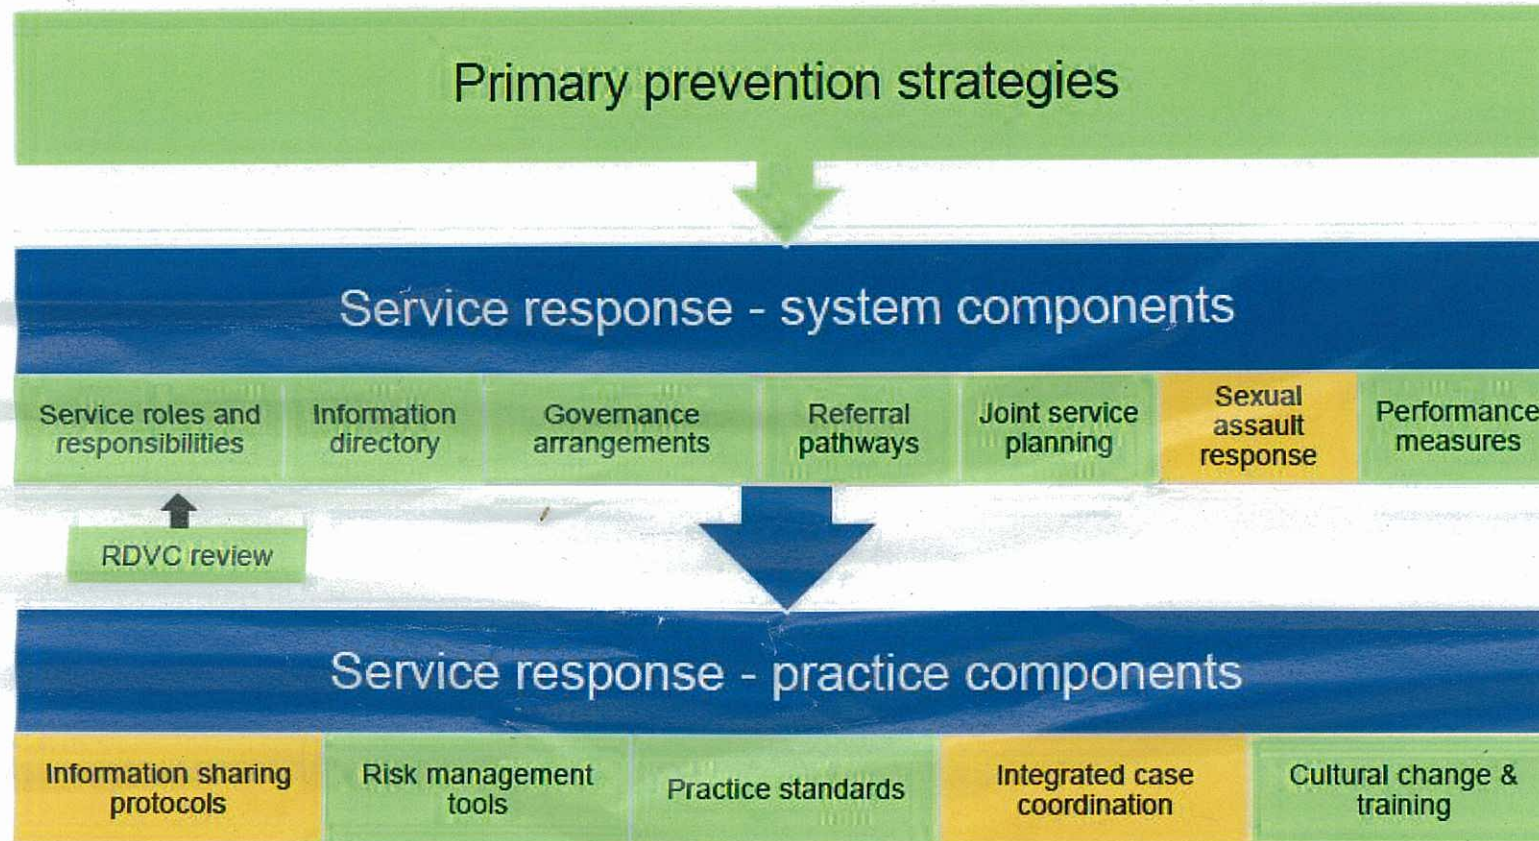 Primary prevention strategies
Service response - system components
Service roles and
responsibilities
Information
directory
Governance
arrangements
Referral
pathways
Joint service
planning
Sexual
assault
response
Performance
measures
RDVC review
Service response - practice components
Information sharing
protocols
Risk management
tools
Practice standards
Integrated case
coordination
Cultural change &
training